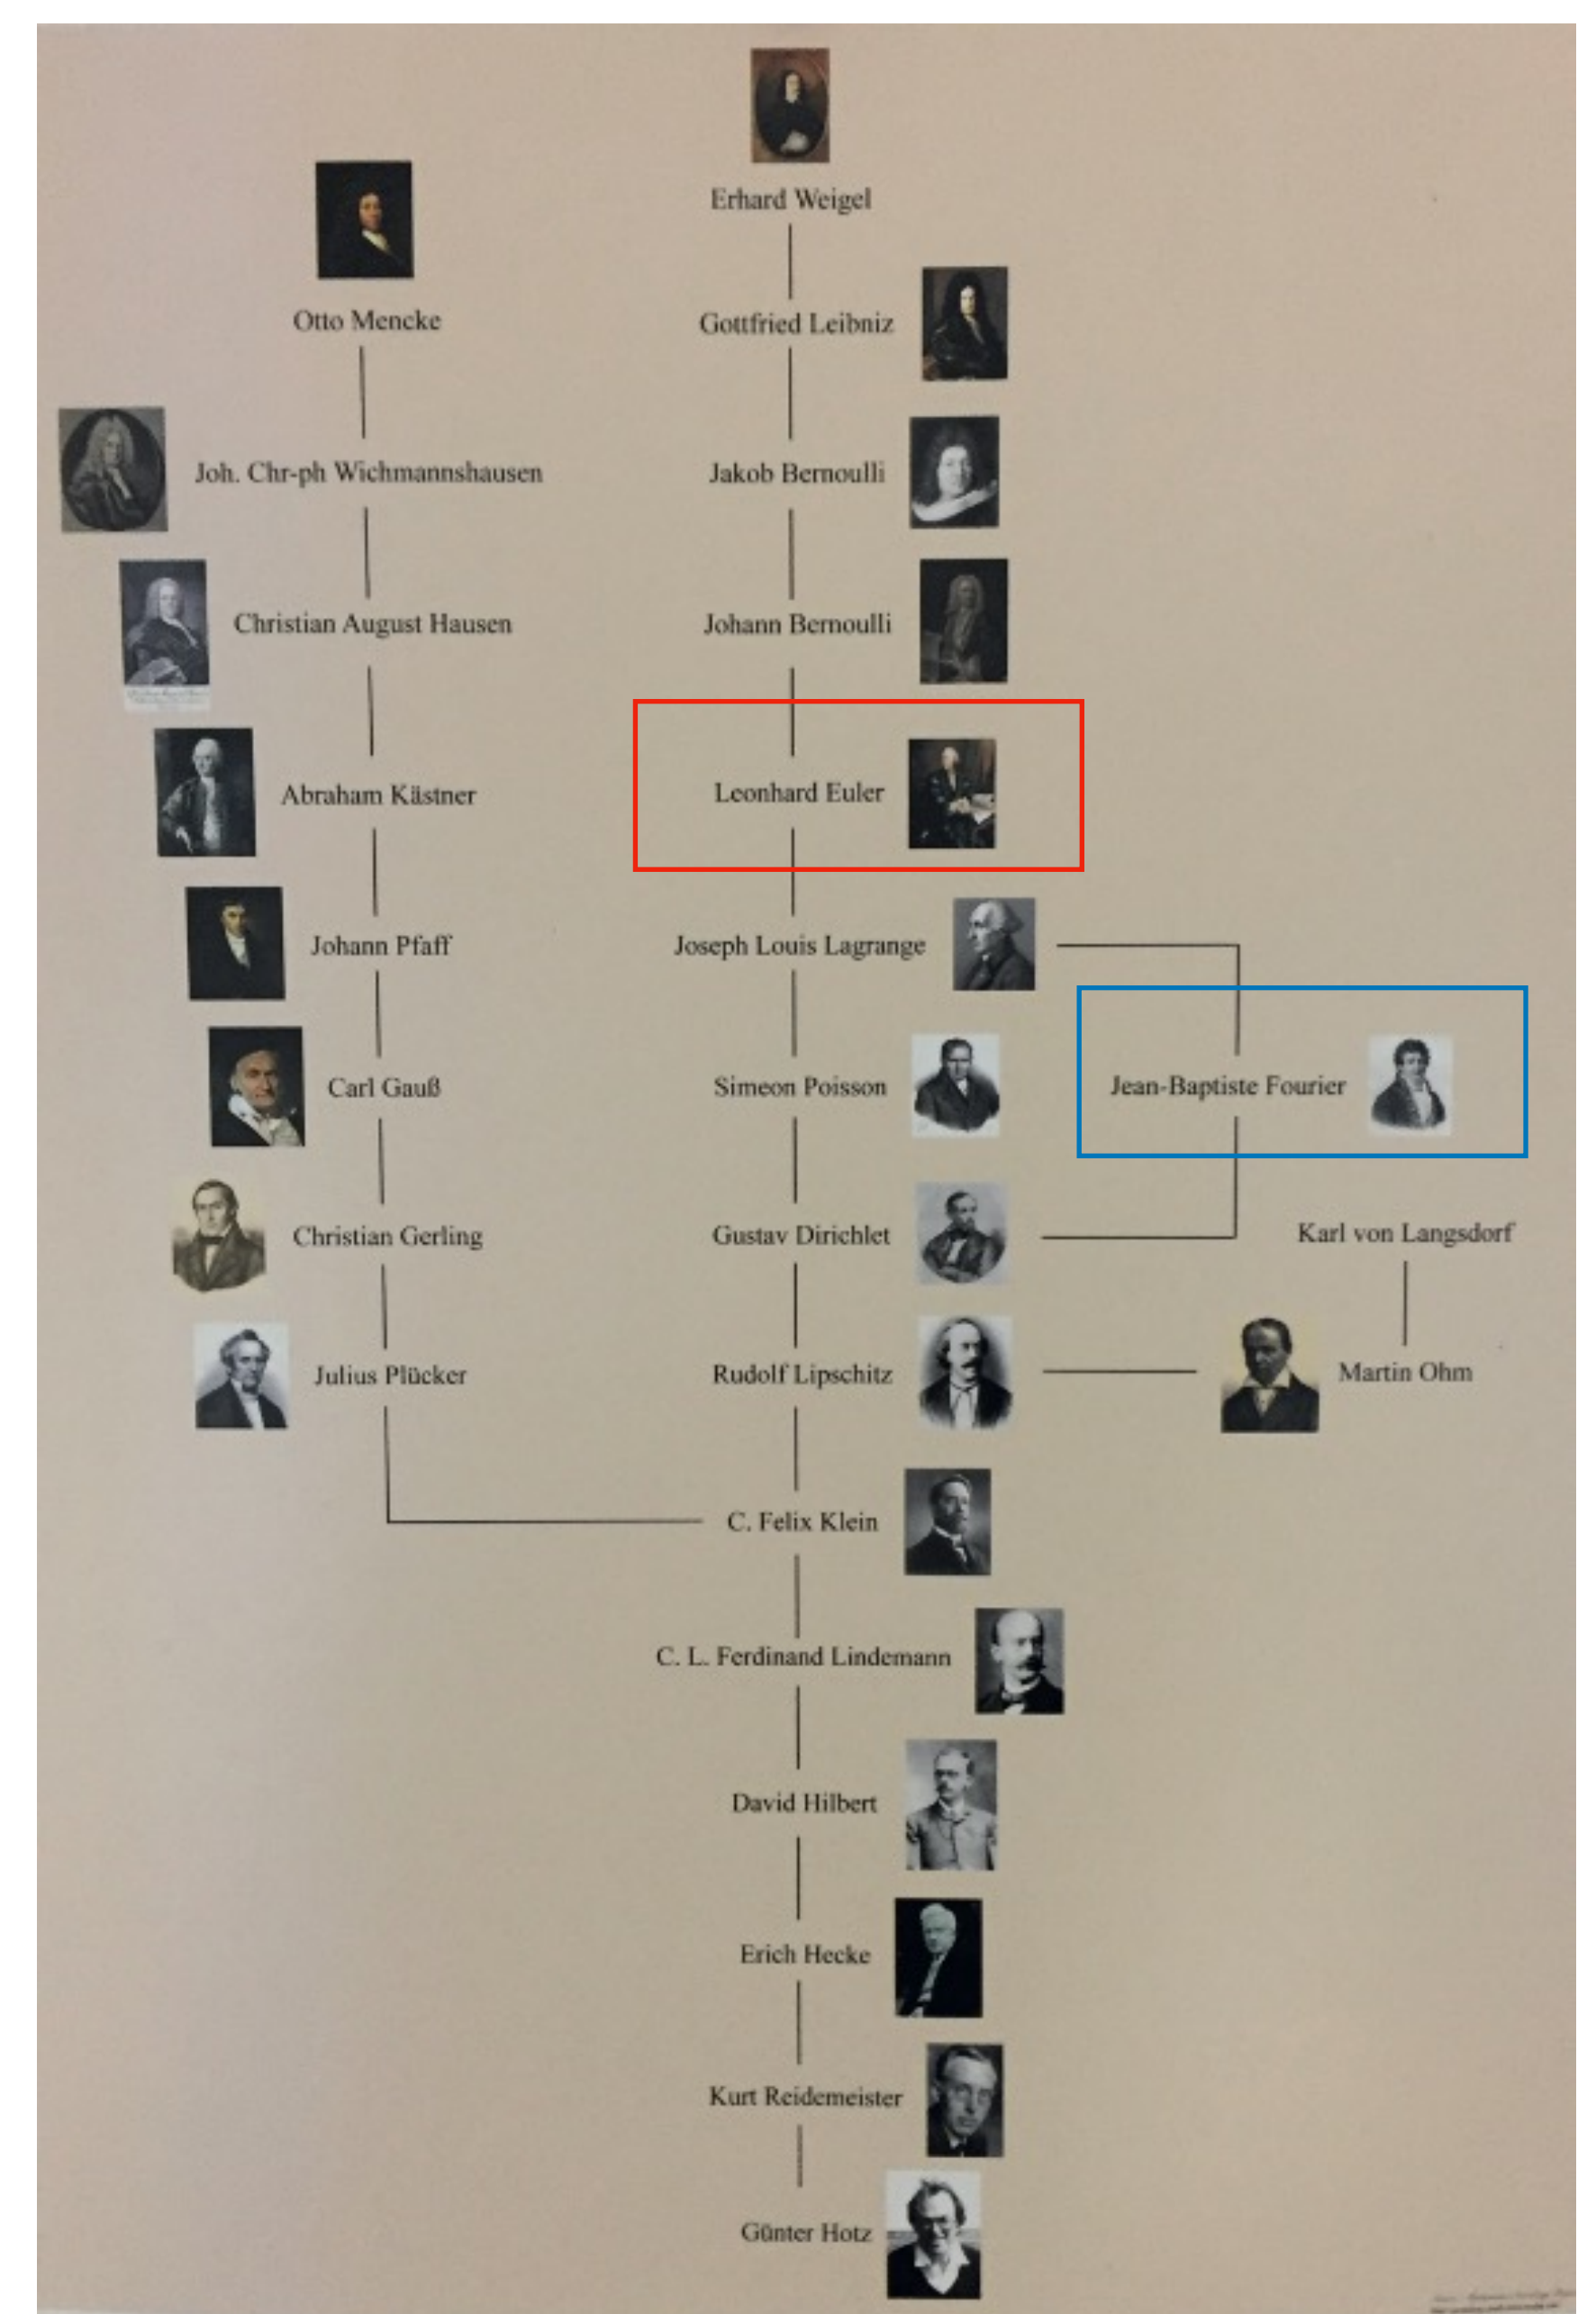 Erhard Weigel
Otto Mencke
Gottfried Leibniz
Joh. Chr-ph Wichmannshausen
Jakob Bernoulli
Christian August Hausen
Johann Bernoulli
Abraham Kästner
Leonhard Euler
Johann Pfaff
Joseph Louis Lagrange
Carl Gauß
Simeon Poisson
Jean-Baptiste Fourier
Christian Gerling
Gustav Dirichlet
Karl von Langsdorf
Julius Plücker
Rudolf Lipschitz
Martin Ohm
C. Felix Klein
C. L. Ferdinand Lindemann
David Hilbert
Erich Hecke
Kurt Reidemeister
Günter Hotz